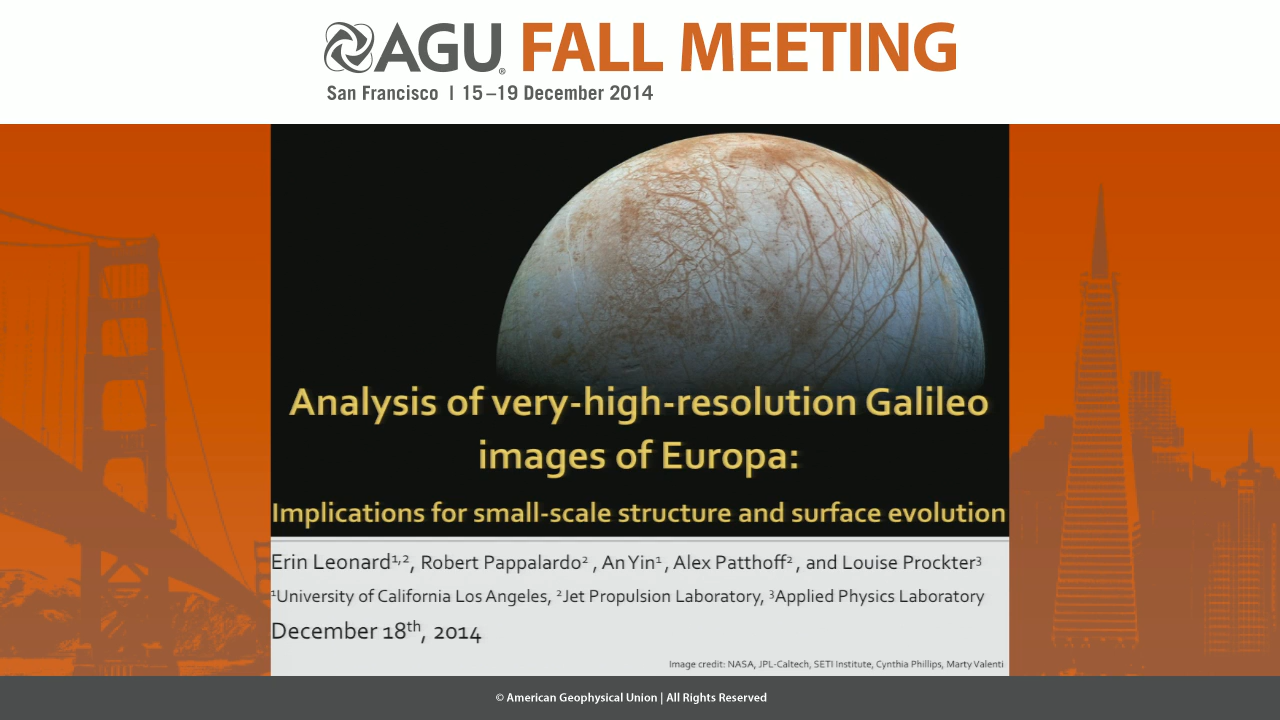 AGU® FALL MEETING
San Francisco | 15–19 December 2014
Analysis of very-high-resolution Galileo
images of Europa:
Implications for small-scale structure and surface evolution
Erin Leonard¹,², Robert Pappalardo² , An Yin¹ , Alex Patthoff² , and Louise Prockter³
¹University of California Los Angeles, ²Jet Propulsion Laboratory, ³Applied Physics Laboratory
December 18th, 2014
Image credit: NASA, JPL-Caltech, SETI Institute, Cynthia Phillips, Marty Valenti
© American Geophysical Union | All Rights Reserved